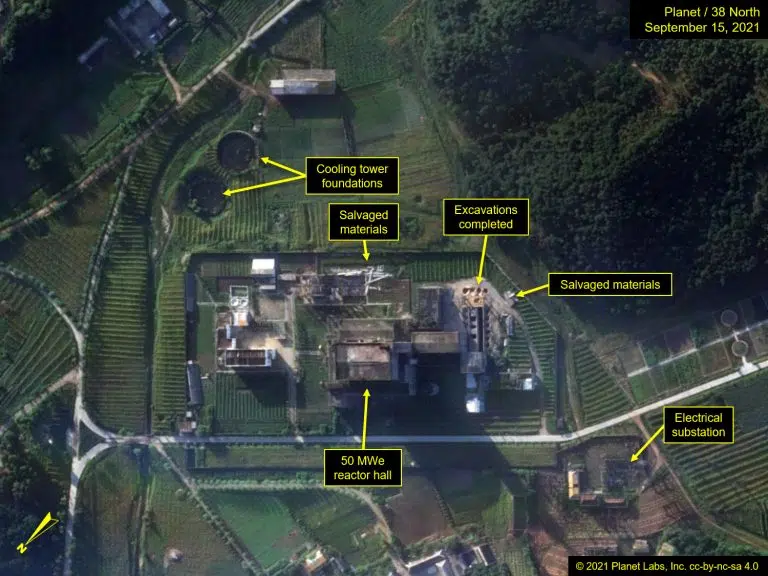 Planet / 38 North
September 15, 2021
Cooling tower
foundations
Salvaged
materials
Excavations
completed
Salvaged materials
Electrical
substation
50 MWe
reactor hall
N
© 2021 Planet Labs, Inc. cc-by-nc-sa 4.0